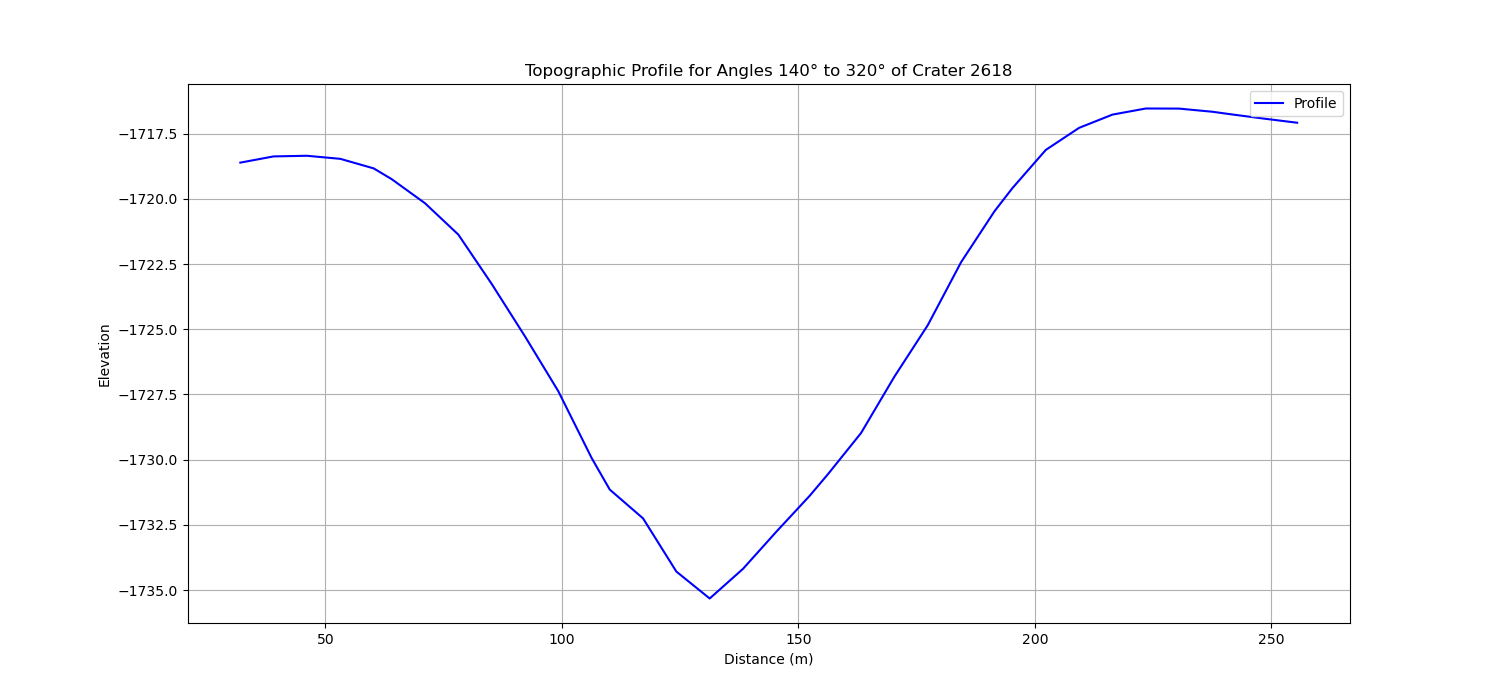 Topographic Profile for Angles 140° to 320° of Crater 2618
Profile
−1717.5
−1720.0
−1722.5
−1725.0
−1727.5
−1730.0
−1732.5
−1735.0
Elevation
50 100 150 200 250
Distance (m)